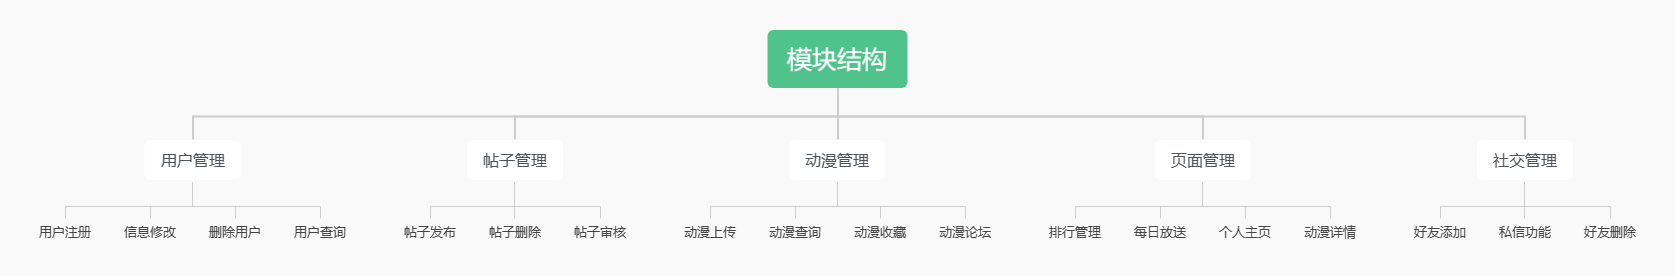 模块结构
用户管理
帖子管理
动漫管理
页面管理
社交管理
用户注册
信息修改
删除用户
用户查询
帖子发布
帖子删除
帖子审核
动漫上传
动漫查询
动漫收藏
动漫论坛
排行管理
每日放送
个人主页
动漫详情
好友添加
私信功能
好友删除